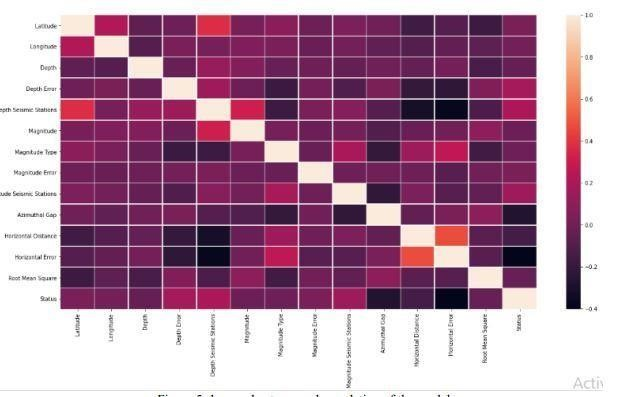 Latitude
Longitude
Depth
Depth Error
epth Seismic Stations
Magnitude
Magnitude Type
Magnitude Error
ude Seismic Stations
Azimuthal Gap
Horizontal Distance
Horizontal Error
Root Mean Square
Status
Latitude
Longitude
Depth
Depth Error
Depth Seismic Stations
Magnitude
Magnitude Type
Magnitude Error
Magnitude Seismic Stations
Azimuthal Gap
Horizontal Distance
Horizontal Error
Root Mean Square
Status
1.0
0.8
0.6
0.4
0.2
0.0
−0.2
−0.4
Activ